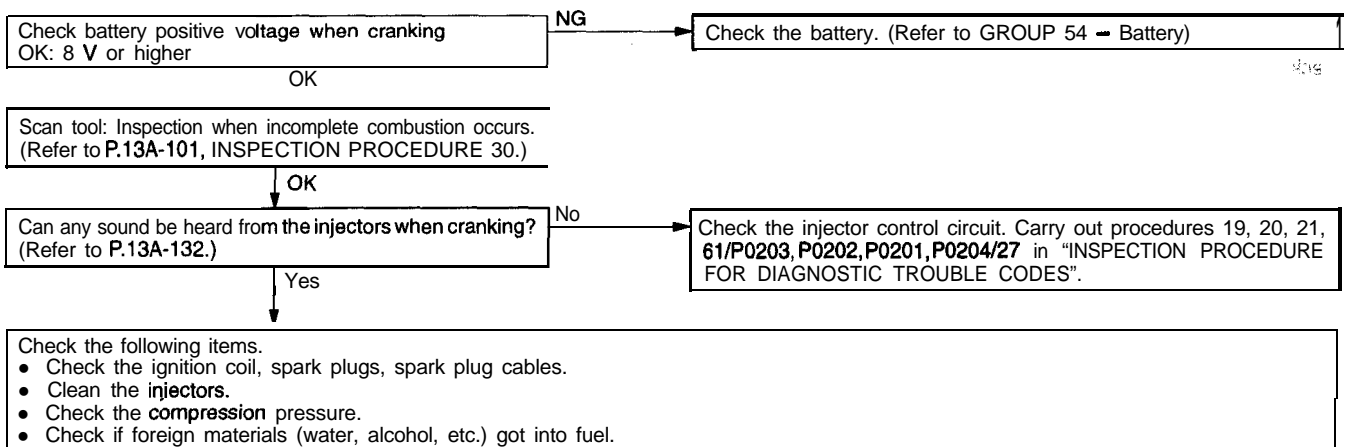 Check battery positive voltage when cranking
OK: 8 V or higher
NG
Check the battery. (Refer to GROUP 54 – Battery)
OK
Scan tool: Inspection when incomplete combustion occurs.
(Refer to P.13A-101, INSPECTION PROCEDURE 30.)
OK
Can any sound be heard from the injectors when cranking?
(Refer to P.13A-132.)
No
Check the injector control circuit. Carry out procedures 19, 20, 21,
61/P0203, P0202, P0201, P0204/27 in “INSPECTION PROCEDURE
FOR DIAGNOSTIC TROUBLE CODES”.
Yes
Check the following items.
● Check the ignition coil, spark plugs, spark plug cables.
● Clean the injectors.
● Check the compression pressure.
● Check if foreign materials (water, alcohol, etc.) got into fuel.